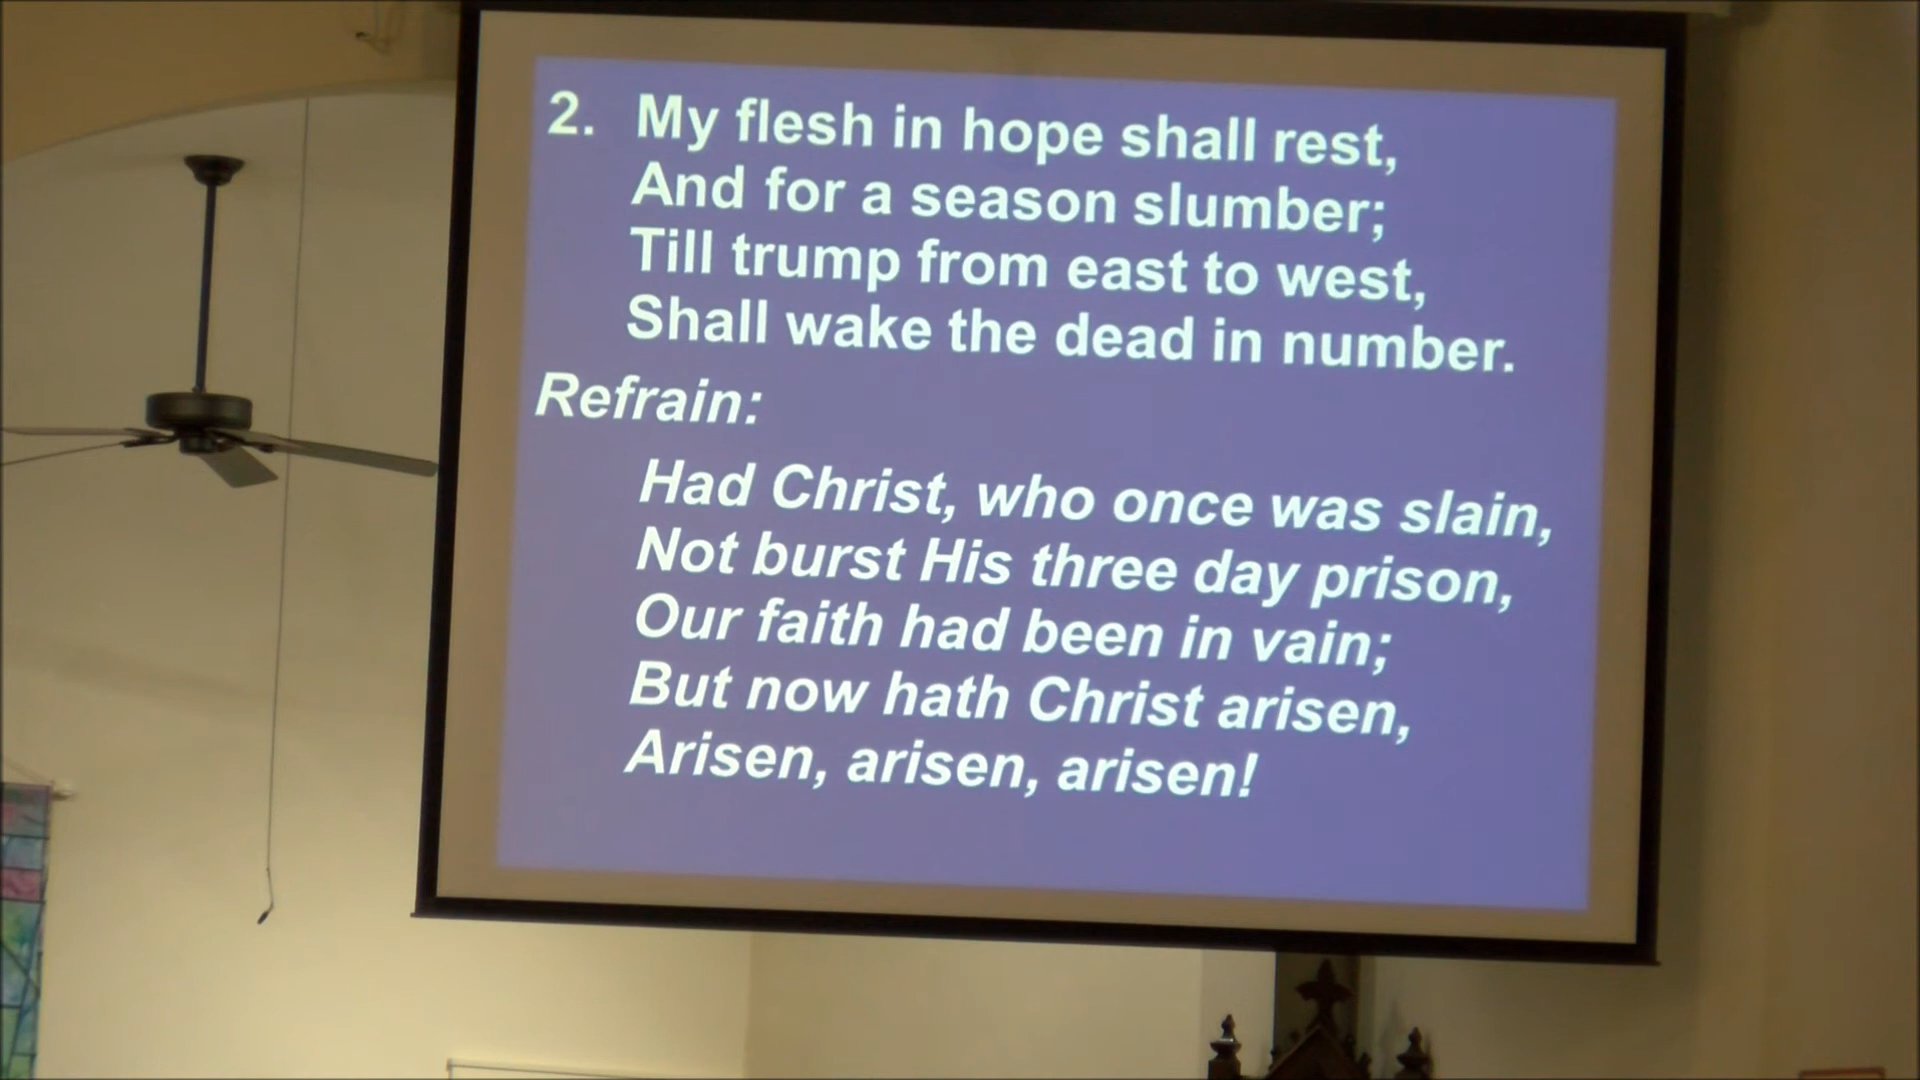 2. My flesh in hope shall rest,
And for a season slumber;
Till trump from east to west,
Shall wake the dead in number.
Refrain:
Had Christ, who once was slain,
Not burst His three day prison,
Our faith had been in vain;
But now hath Christ arisen,
Arisen, arisen, arisen!